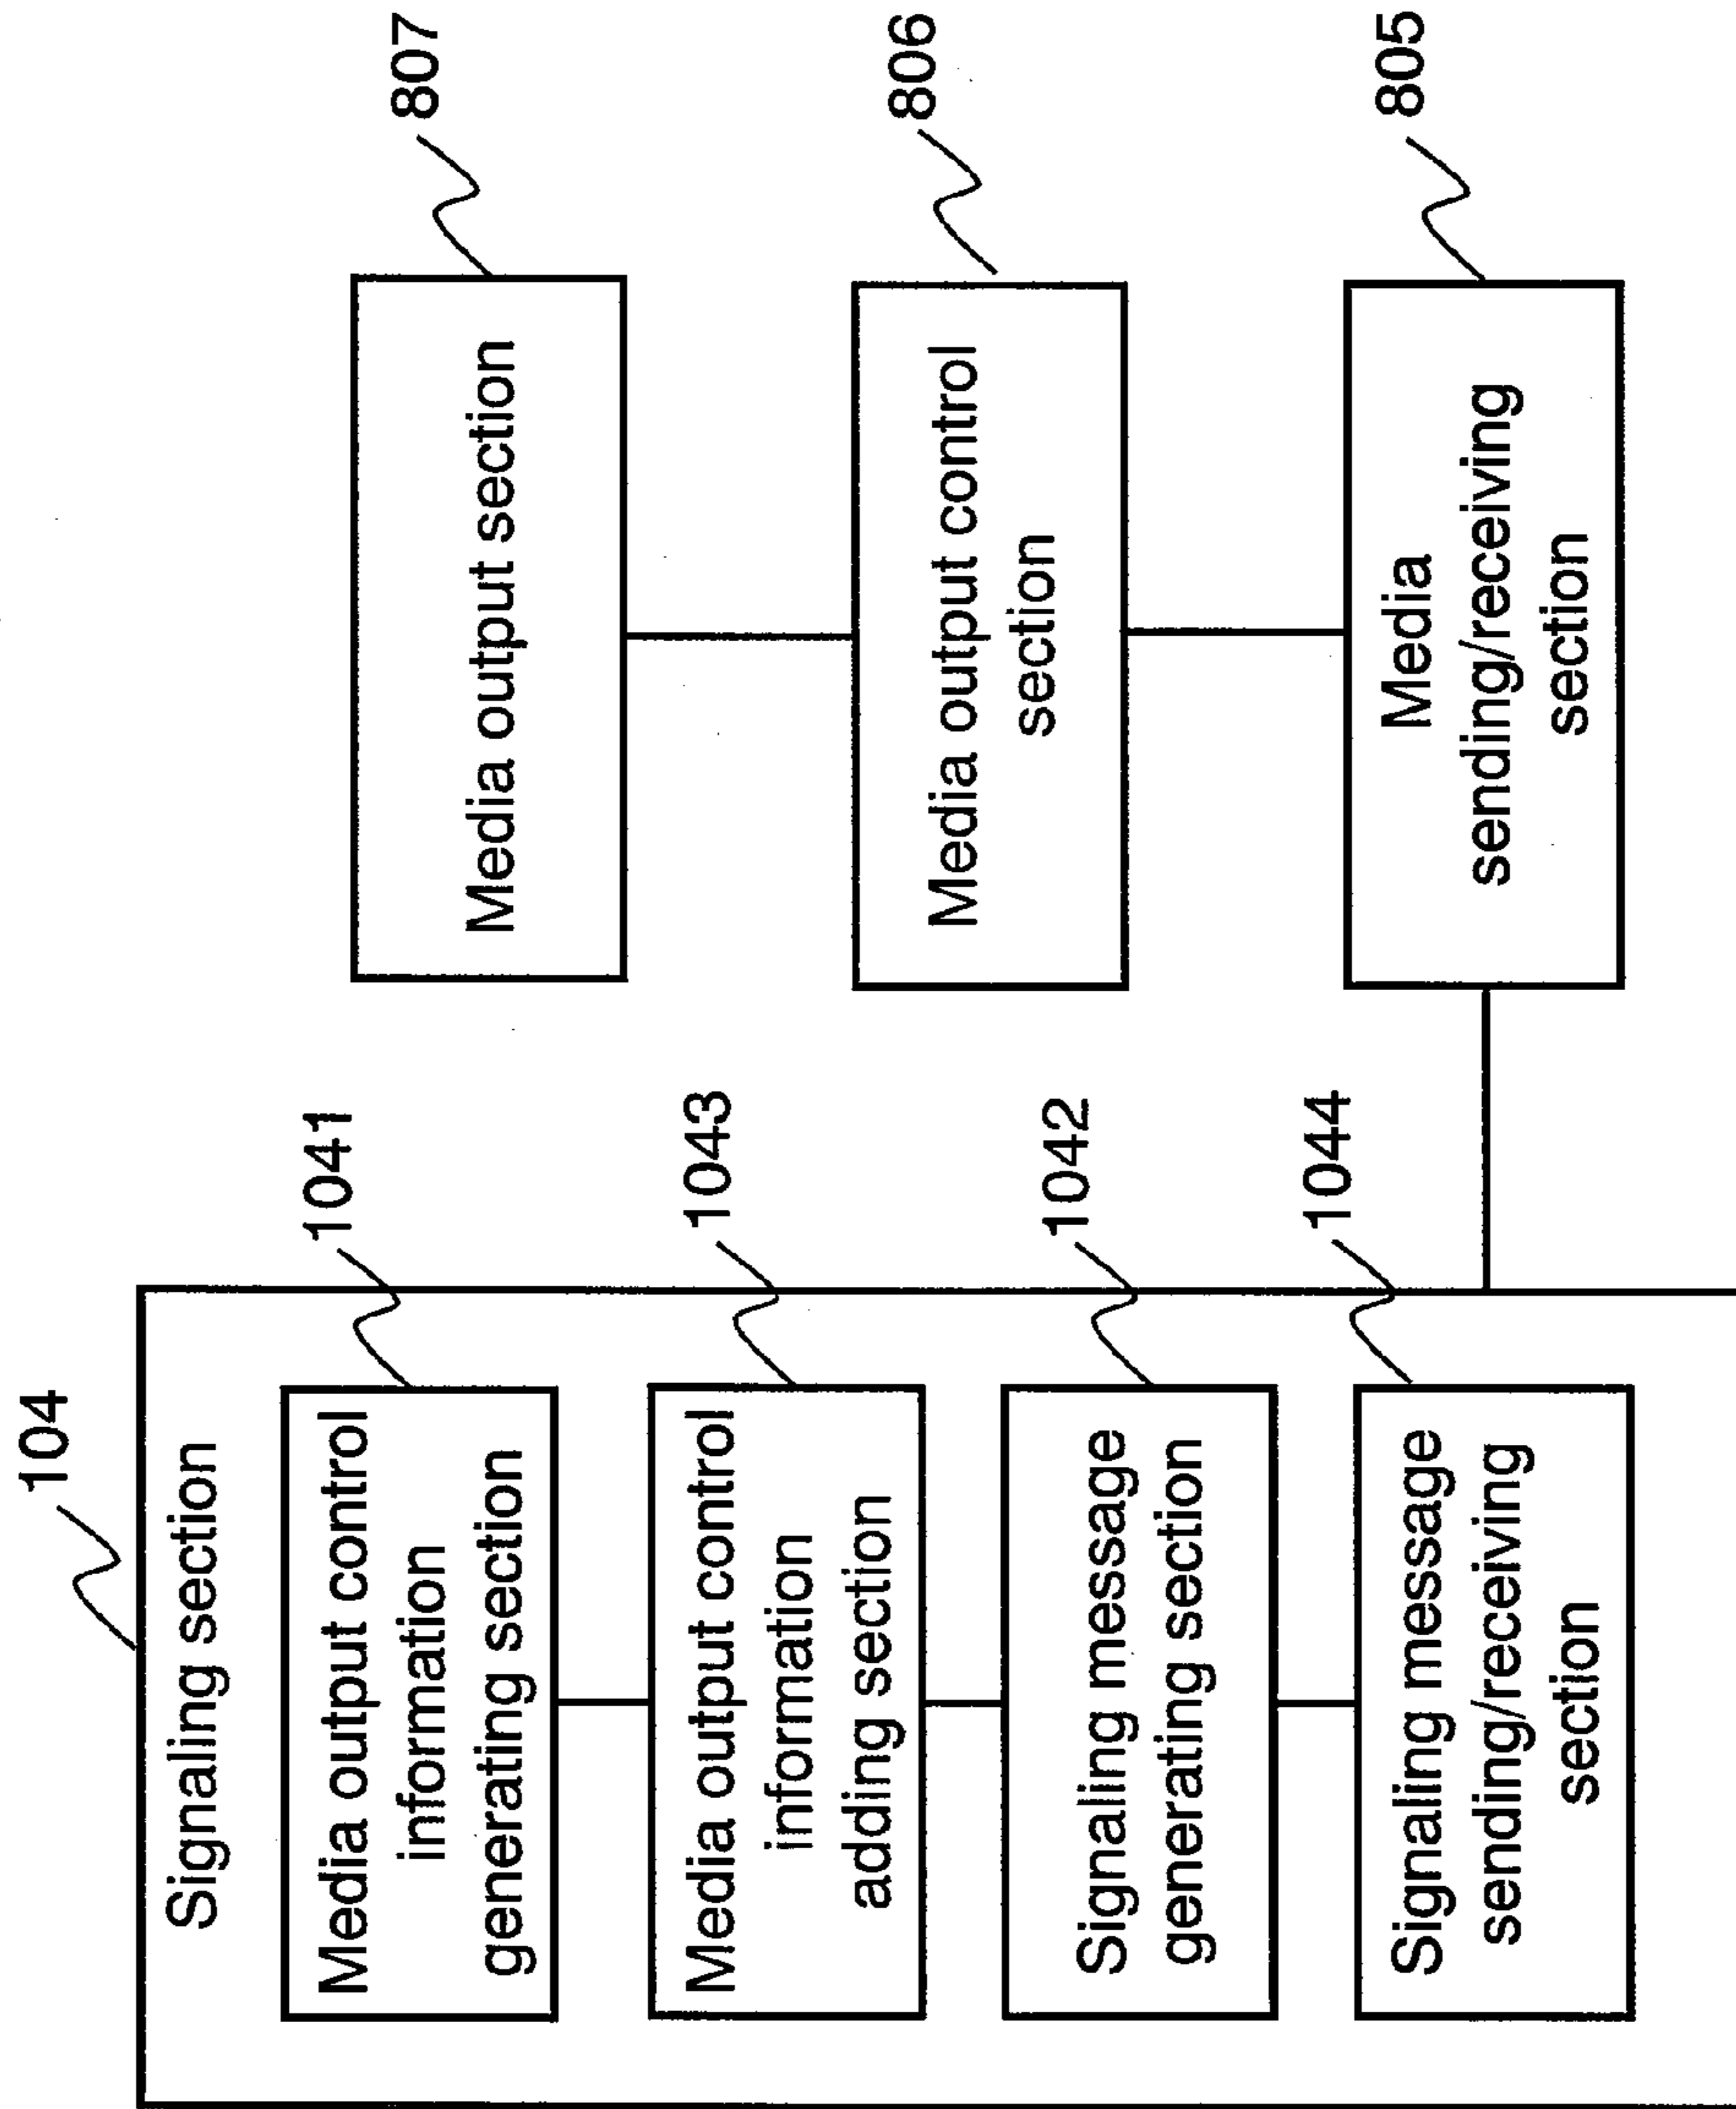 104
Signaling section
Media output control
information
generating section
1041
Media output control
information
adding section
1043
Signaling message
generating section
1042
Signaling message
sending/receiving
section
1044
Media output section
807
Media output control
section
806
Media
sending/receiving
section
805